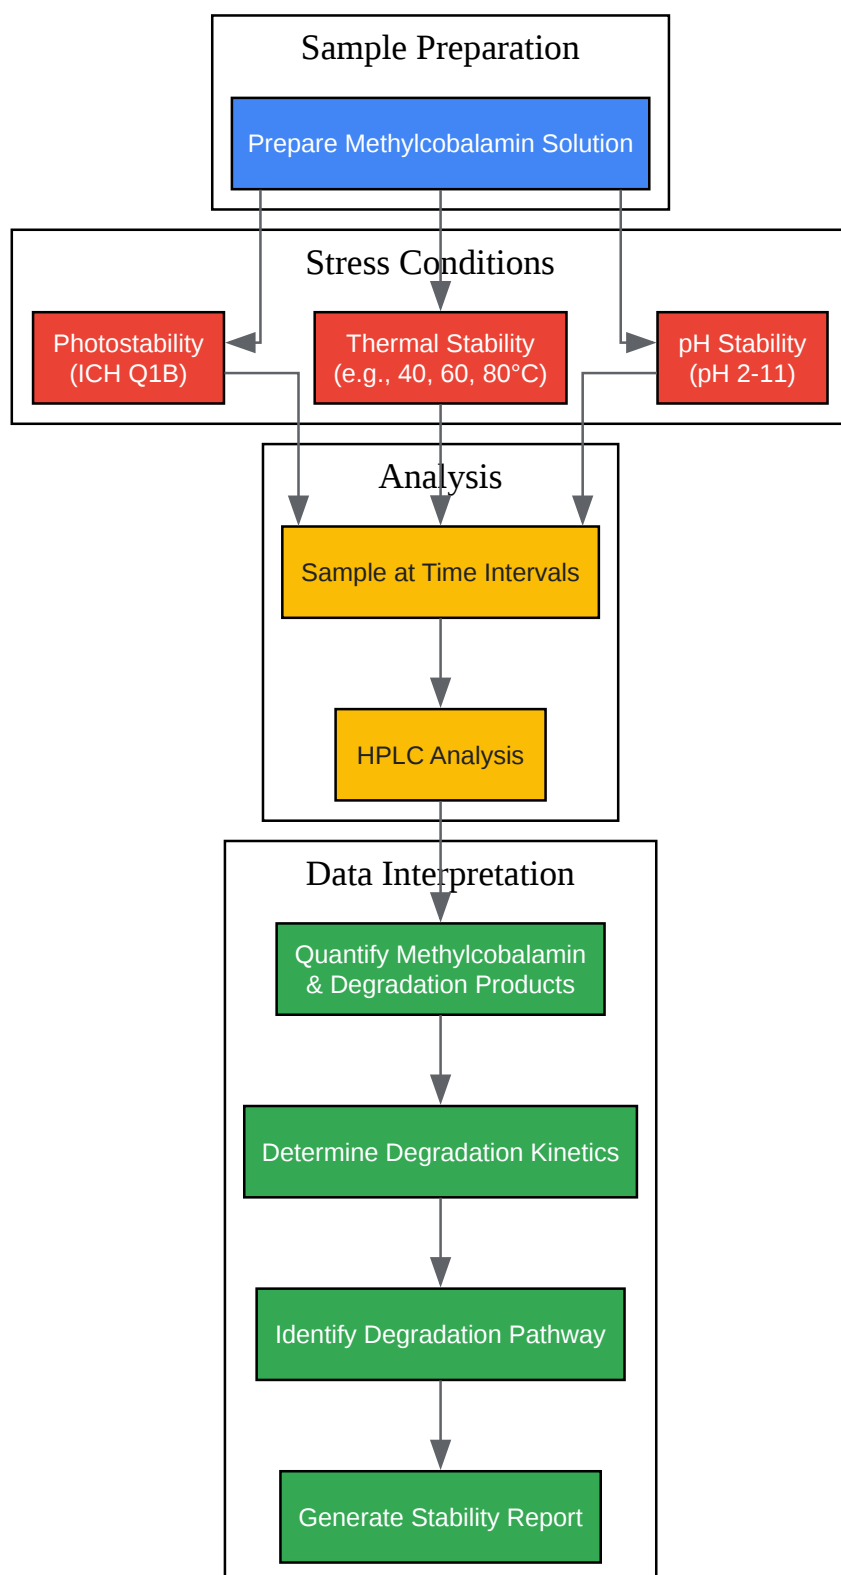 Sample Preparation
Prepare Methylcobalamin Solution
Stress Conditions
Photostability
(ICH Q1B)
Thermal Stability
(e.g., 40, 60, 80°C)
pH Stability
(pH 2-11)
Analysis
Sample at Time Intervals
HPLC Analysis
Data Interpretation
Quantify Methylcobalamin
& Degradation Products
Determine Degradation Kinetics
Identify Degradation Pathway
Generate Stability Report